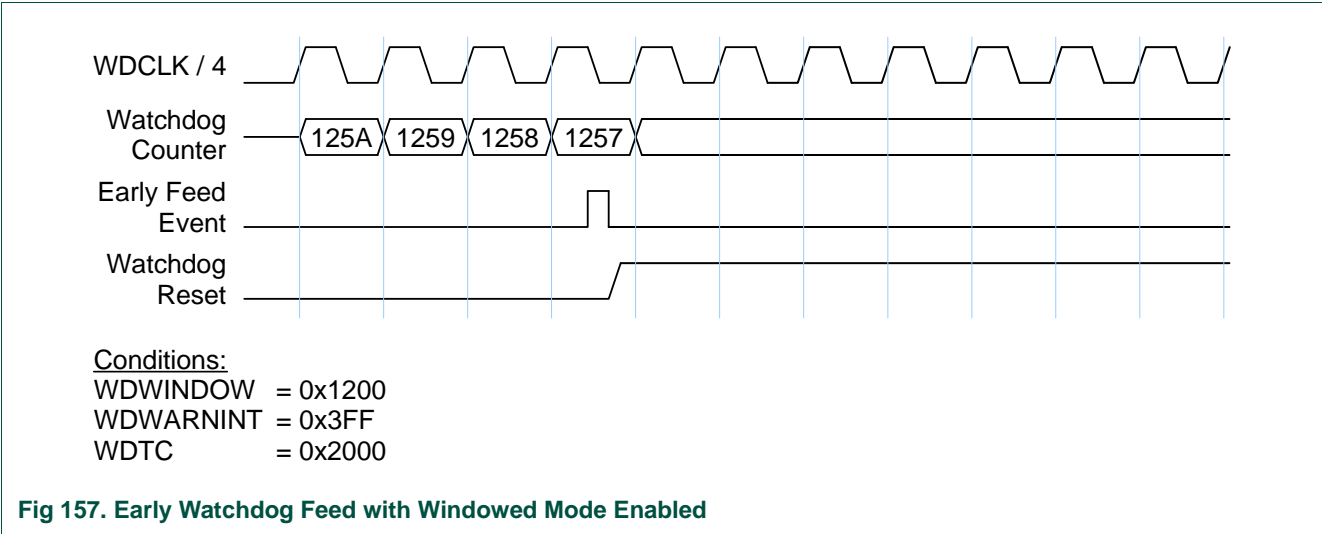 WDCLK / 4
Watchdog
Counter
125A 1259 1258 1257
Early Feed
Event
Watchdog
Reset
Conditions:
WDWINDOW = 0x1200
WDWARNINT = 0x3FF
WDTC = 0x2000
Fig 157. Early Watchdog Feed with Windowed Mode Enabled